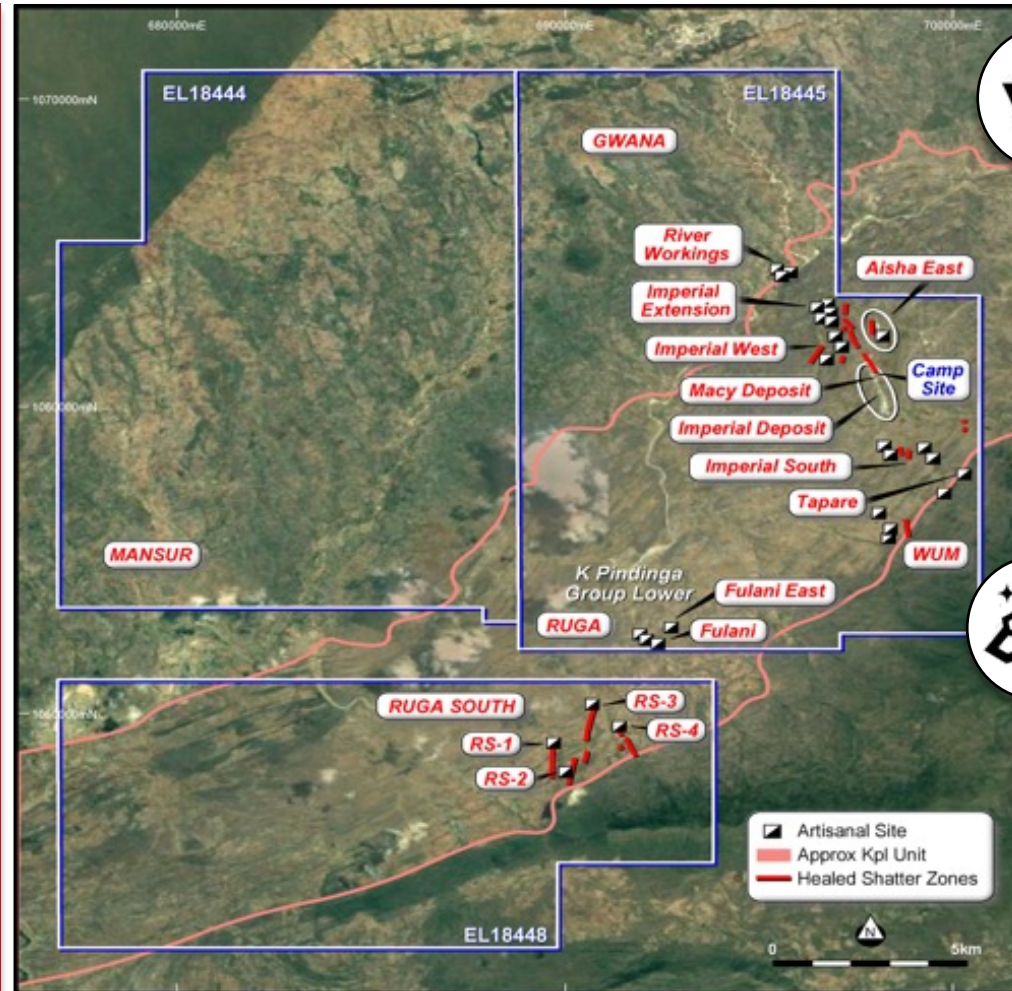 680000mE
690000mE
700000mE
1070000mN
EL18444
EL18445
GWANA
River
Workings
Aisha East
Imperial
Extension
Imperial West
Camp
Site
Macy Deposit
1060000mN
Imperial Deposit
Imperial South
Tapare
MANSUR
WUM
K Pindinga
Group Lower
Fulani East
RUGA
Fulani
1050000mN
RUGA SOUTH
RS-3
RS-4
RS-1
RS-2
Artisanal Site
Approx Kpl Unit
Healed Shatter Zones
EL18448
N
0
5km